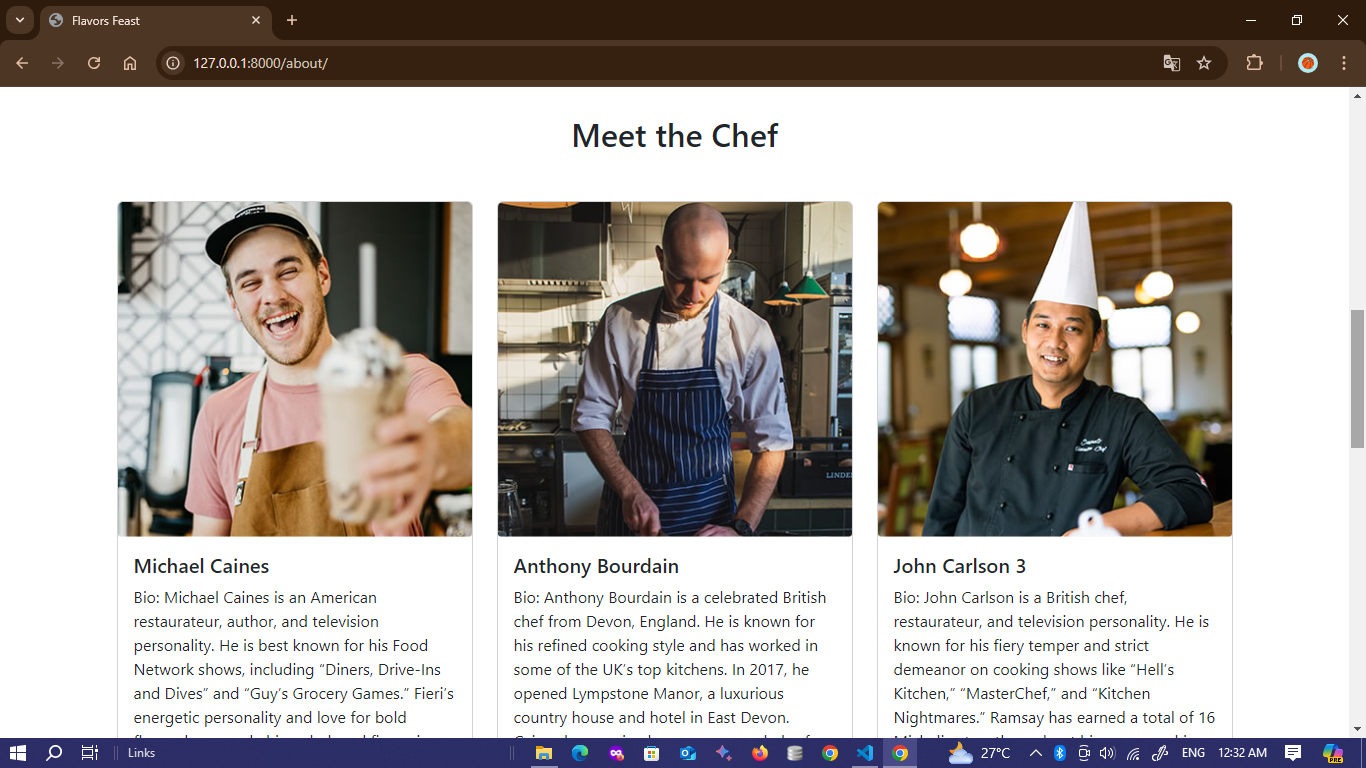 Flavors Feast
127.0.0.1:8000/about/
Meet the Chef
LINDEN
Michael Caines
Bio: Michael Caines is an American
restaurateur, author, and television
personality. He is best known for his Food
Network shows, including “Diners, Drive-Ins
and Dives” and “Guy’s Grocery Games.” Fieri’s
energetic personality and love for bold
Anthony Bourdain
Bio: Anthony Bourdain is a celebrated British
chef from Devon, England. He is known for
his refined cooking style and has worked in
some of the UK’s top kitchens. In 2017, he
opened Lympstone Manor, a luxurious
country house and hotel in East Devon.
John Carlson 3
Bio: John Carlson is a British chef,
restaurateur, and television personality. He is
known for his fiery temper and strict
demeanor on cooking shows like “Hell’s
Kitchen,” “MasterChef,” and “Kitchen
Nightmares.” Ramsay has earned a total of 16
Links
27°C
ENG
12:32 AM
PRE